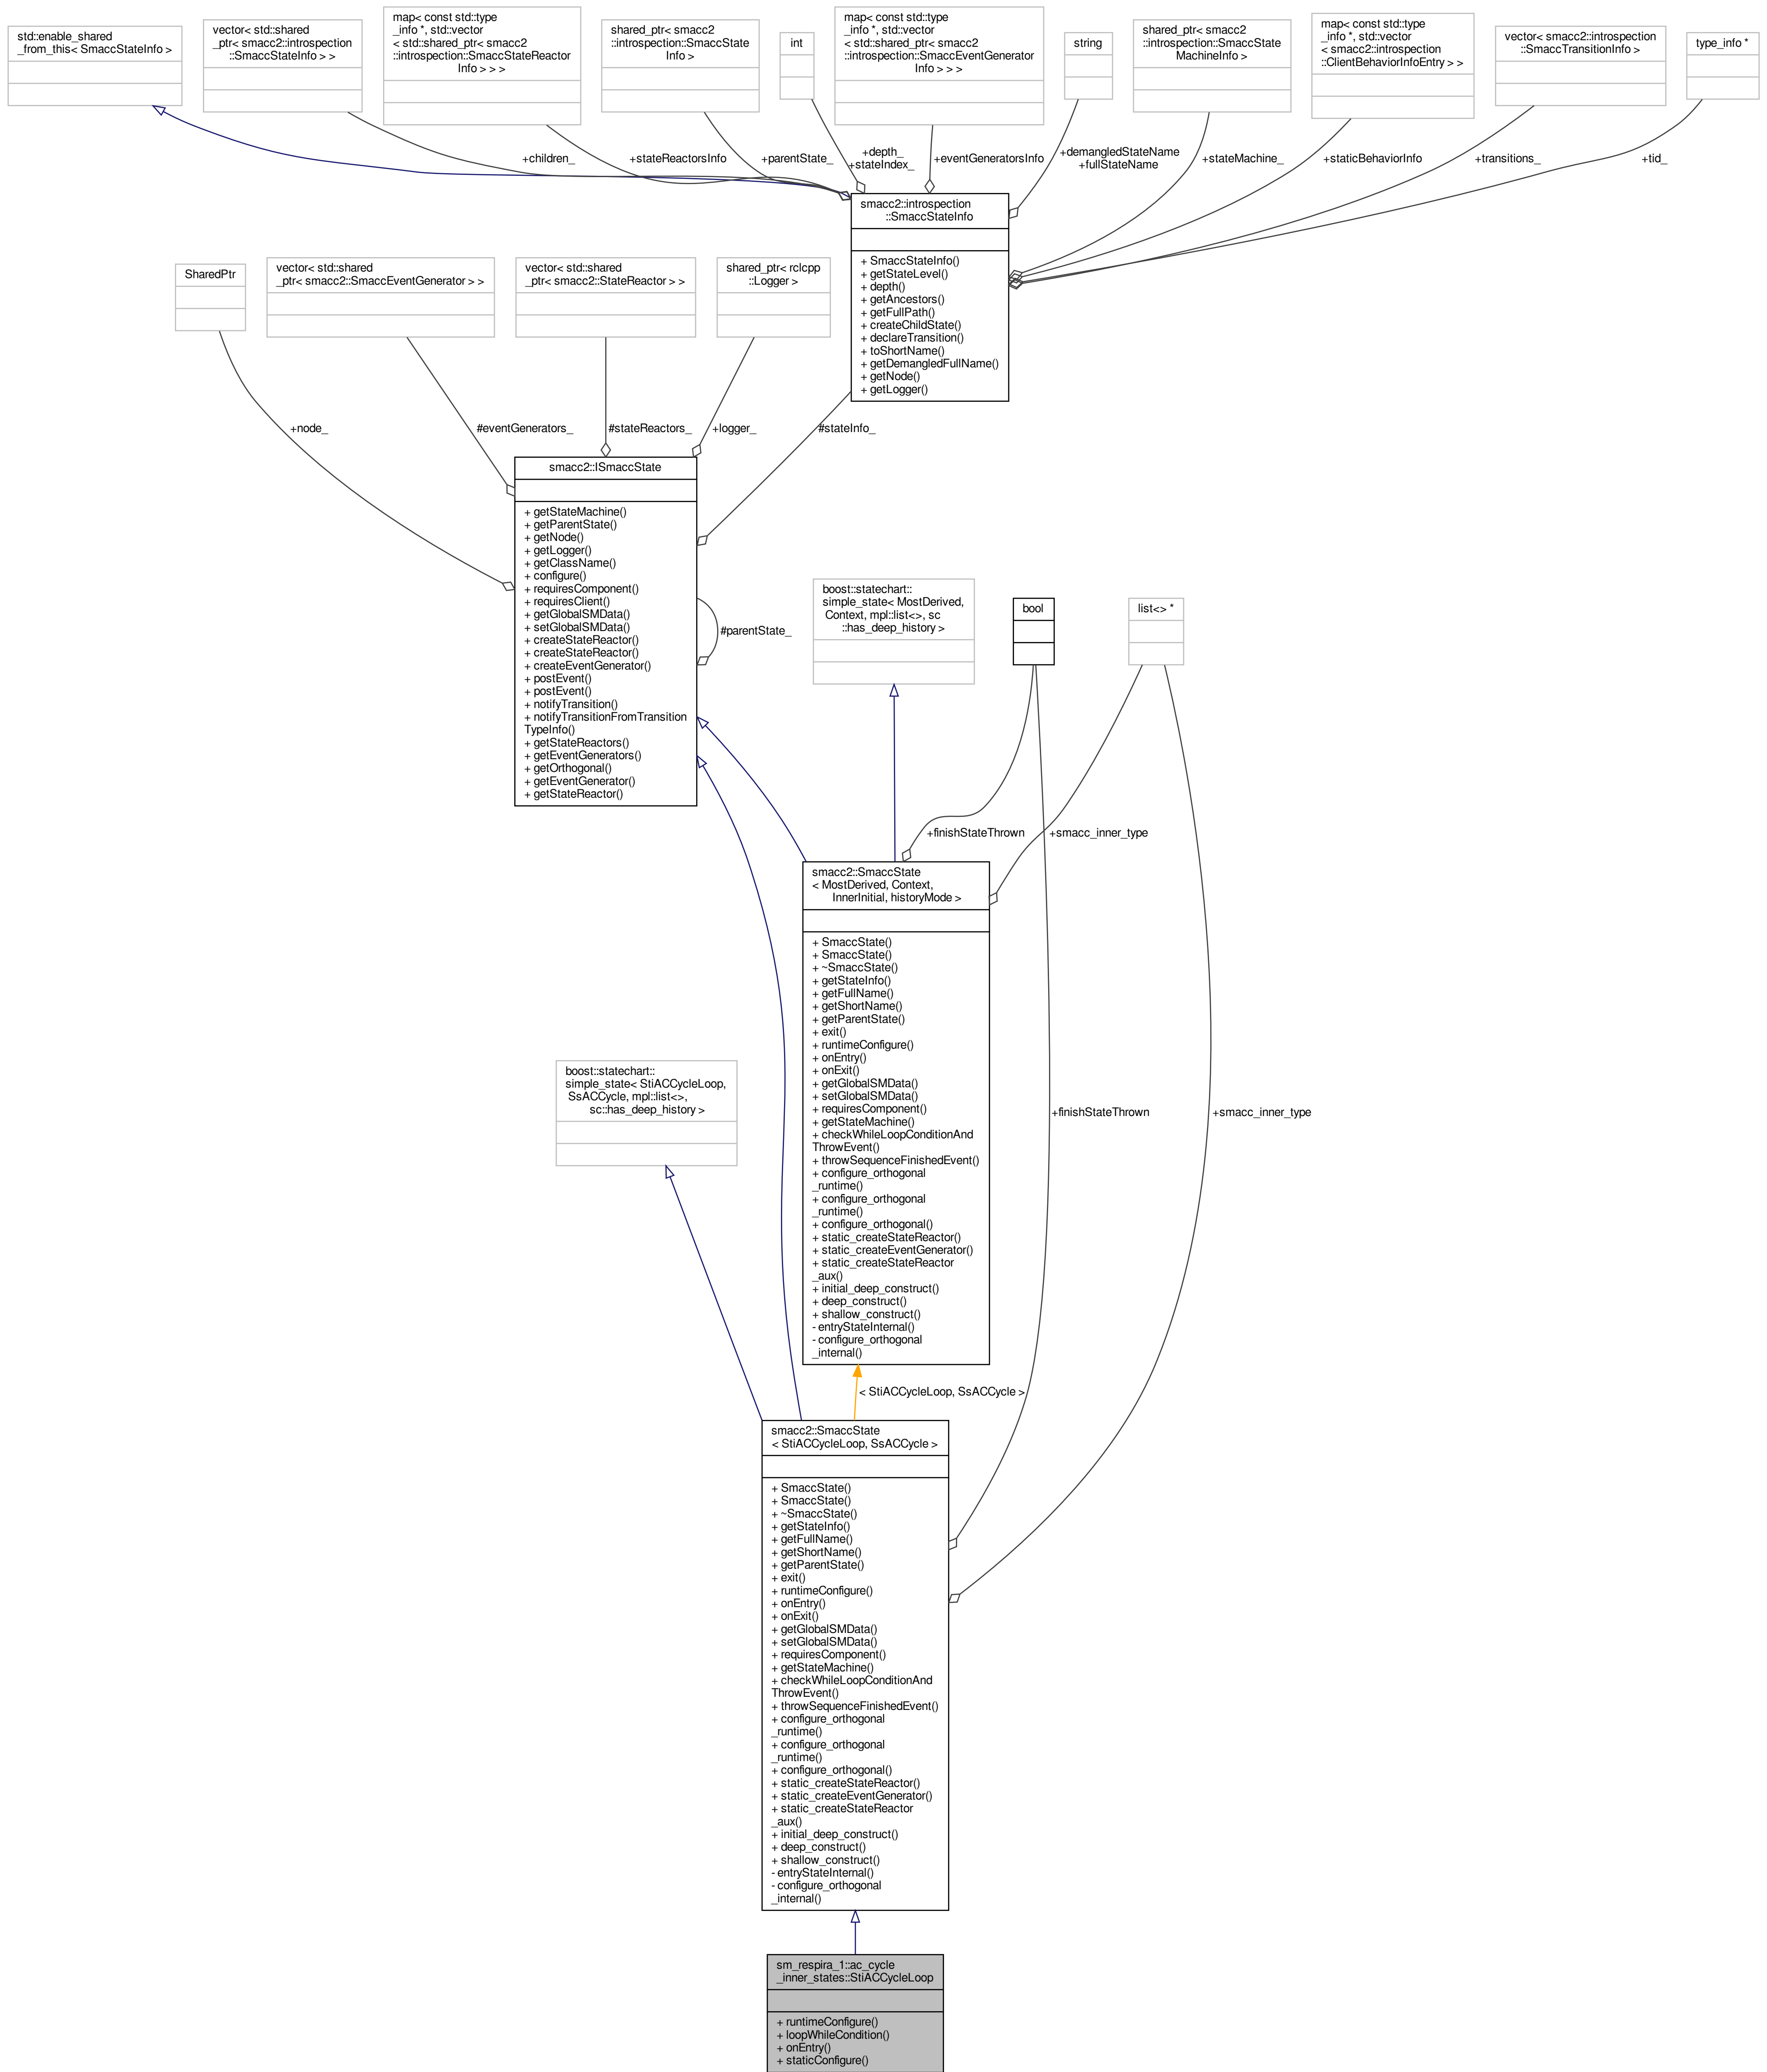 std::enable_shared
_from_this< SmaccStateInfo >
vector< std::shared
_ptr< smacc2::introspection
::SmaccStateInfo > >
map< const std::type
_info *, std::vector
< std::shared_ptr< smacc2
::introspection::SmaccStateReactor
Info > > >
shared_ptr< smacc2
::introspection::SmaccState
Info >
int
map< const std::type
_info *, std::vector
< std::shared_ptr< smacc2
::introspection::SmaccEventGenerator
Info > > >
string
shared_ptr< smacc2
::introspection::SmaccState
MachineInfo >
map< const std::type
_info *, std::vector
< smacc2::introspection
::ClientBehaviorInfoEntry > >
vector< smacc2::introspection
::SmaccTransitionInfo >
type_info *
+children_
+stateReactorsInfo
+parentState_
+depth_
+stateIndex_
+eventGeneratorsInfo
+demangledStateName
+fullStateName
+stateMachine_
+staticBehaviorInfo
+transitions_
+tid_
smacc2::introspection
::SmaccStateInfo
+ SmaccStateInfo()
+ getStateLevel()
+ depth()
+ getAncestors()
+ getFullPath()
+ createChildState()
+ declareTransition()
+ toShortName()
+ getDemangledFullName()
+ getNode()
+ getLogger()
SharedPtr
vector< std::shared
_ptr< smacc2::SmaccEventGenerator > >
vector< std::shared
_ptr< smacc2::StateReactor > >
shared_ptr< rclcpp
::Logger >
+node_
#eventGenerators_
#stateReactors_
+logger_
#stateInfo_
smacc2::ISmaccState
+ getStateMachine()
+ getParentState()
+ getNode()
+ getLogger()
+ getClassName()
+ configure()
+ requiresComponent()
+ requiresClient()
+ getGlobalSMData()
+ setGlobalSMData()
+ createStateReactor()
+ createStateReactor()
+ createEventGenerator()
+ postEvent()
+ postEvent()
+ notifyTransition()
+ notifyTransitionFromTransition
TypeInfo()
+ getStateReactors()
+ getEventGenerators()
+ getOrthogonal()
+ getEventGenerator()
+ getStateReactor()
#parentState_
boost::statechart::
simple_state< MostDerived,
Context, mpl::list<>, sc
::has_deep_history >
bool
list<> *
+finishStateThrown
+smacc_inner_type
smacc2::SmaccState
< MostDerived, Context,
InnerInitial, historyMode >
+ SmaccState()
+ SmaccState()
+ ~SmaccState()
+ getStateInfo()
+ getFullName()
+ getShortName()
+ getParentState()
+ exit()
+ runtimeConfigure()
+ onEntry()
+ onExit()
+ getGlobalSMData()
+ setGlobalSMData()
+ requiresComponent()
+ getStateMachine()
+ checkWhileLoopConditionAnd
ThrowEvent()
+ throwSequenceFinishedEvent()
+ configure_orthogonal
_runtime()
+ configure_orthogonal
_runtime()
+ configure_orthogonal()
+ static_createStateReactor()
+ static_createEventGenerator()
+ static_createStateReactor
_aux()
+ initial_deep_construct()
+ deep_construct()
+ shallow_construct()
- entryStateInternal()
- configure_orthogonal
_internal()
boost::statechart::
simple_state< StiACCycleLoop,
SsACCycle, mpl::list<>,
sc::has_deep_history >
+finishStateThrown
+smacc_inner_type
< StiACCycleLoop, SsACCycle >
smacc2::SmaccState
< StiACCycleLoop, SsACCycle >
+ SmaccState()
+ SmaccState()
+ ~SmaccState()
+ getStateInfo()
+ getFullName()
+ getShortName()
+ getParentState()
+ exit()
+ runtimeConfigure()
+ onEntry()
+ onExit()
+ getGlobalSMData()
+ setGlobalSMData()
+ requiresComponent()
+ getStateMachine()
+ checkWhileLoopConditionAnd
ThrowEvent()
+ throwSequenceFinishedEvent()
+ configure_orthogonal
_runtime()
+ configure_orthogonal
_runtime()
+ configure_orthogonal()
+ static_createStateReactor()
+ static_createEventGenerator()
+ static_createStateReactor
_aux()
+ initial_deep_construct()
+ deep_construct()
+ shallow_construct()
- entryStateInternal()
- configure_orthogonal
_internal()
sm_respira_1::ac_cycle
_inner_states::StiACCycleLoop
+ runtimeConfigure()
+ loopWhileCondition()
+ onEntry()
+ staticConfigure()